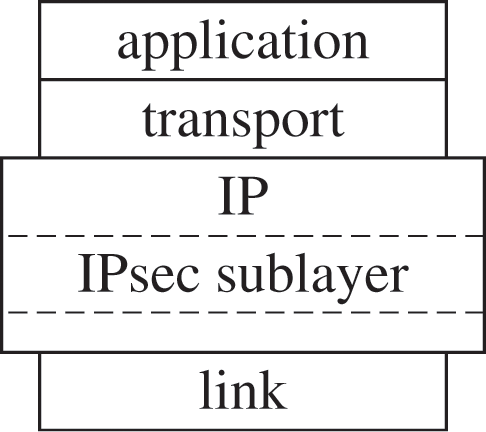 application
transport
IP
IPsec sublayer
link